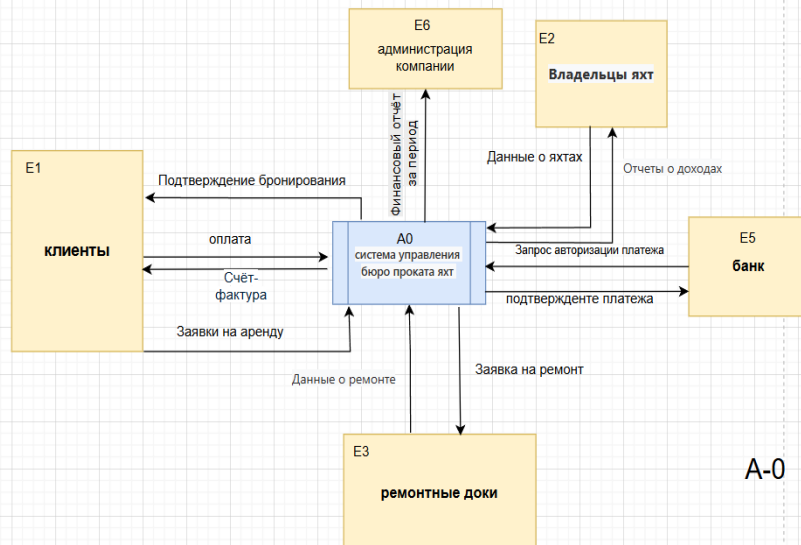 E6
администрация
компании
E2
Владельцы яхт
Финансовый отчёт
за период
E1
клиенты
Подтверждение бронирования
Данные о яхтах
Отчеты о доходах
оплата
A0
система управления
бюро проката яхт
Запрос авторизации платежа
E5
банк
Счёт-
фактура
подтвержденте платежа
Заявки на аренду
Данные о ремонте
Заявка на ремонт
E3
ремонтные доки
А-0